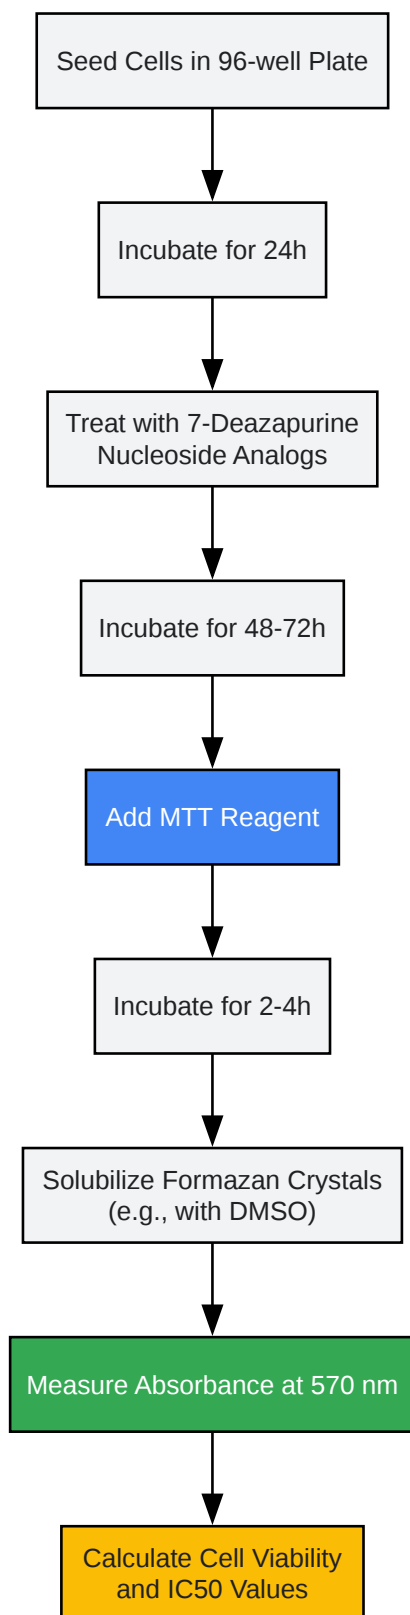 Seed Cells in 96-well Plate
Incubate for 24h
Treat with 7-Deazapurine
Nucleoside Analogs
Incubate for 48-72h
Add MTT Reagent
Incubate for 2-4h
Solubilize Formazan Crystals
(e.g., with DMSO)
Measure Absorbance at 570 nm
Calculate Cell Viability
and IC50 Values